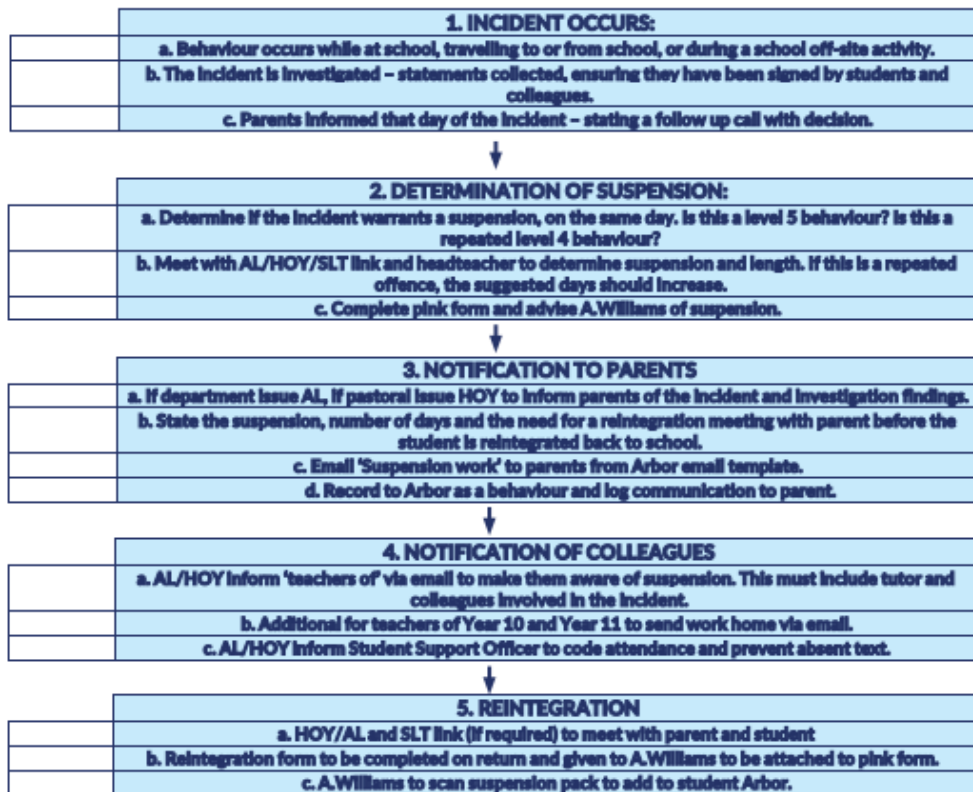 1. INCIDENT OCCURS:
a. Behaviour occurs while at school, travelling to or from school, or during a school off-site activity.
b. The incident is investigated – statements collected, ensuring they have been signed by students and
colleagues.
c. Parents informed that day of the incident – stating a follow up call with decision.
2. DETERMINATION OF SUSPENSION:
a. Determine if the incident warrants a suspension, on the same day. Is this a level 5 behaviour? Is this a
repeated level 4 behaviour?
b. Meet with AL/HOY/SLT link and headteacher to determine suspension and length. If this is a repeated
offence, the suggested days should increase.
c. Complete pink form and advise A.Williams of suspension.
3. NOTIFICATION TO PARENTS
a. If department issue AL, if pastoral issue HOY to inform parents of the incident and investigation findings.
b. State the suspension, number of days and the need for a reintegration meeting with parent before the
student is reintegrated back to school.
c. Email ‘Suspension work’ to parents from Arbor email template.
d. Record to Arbor as a behaviour and log communication to parent.
4. NOTIFICATION OF COLLEAGUES
a. AL/HOY inform ‘teachers of’ via email to make them aware of suspension. This must include tutor and
colleagues involved in the incident.
b. Additional for teachers of Year 10 and Year 11 to send work home via email.
c. AL/HOY inform Student Support Officer to code attendance and prevent absent text.
5. REINTEGRATION
a. HOY/AL and SLT link (if required) to meet with parent and student
b. Reintegration form to be completed on return and given to A.Williams to be attached to pink form.
c. A.Williams to scan suspension pack to add to student Arbor.